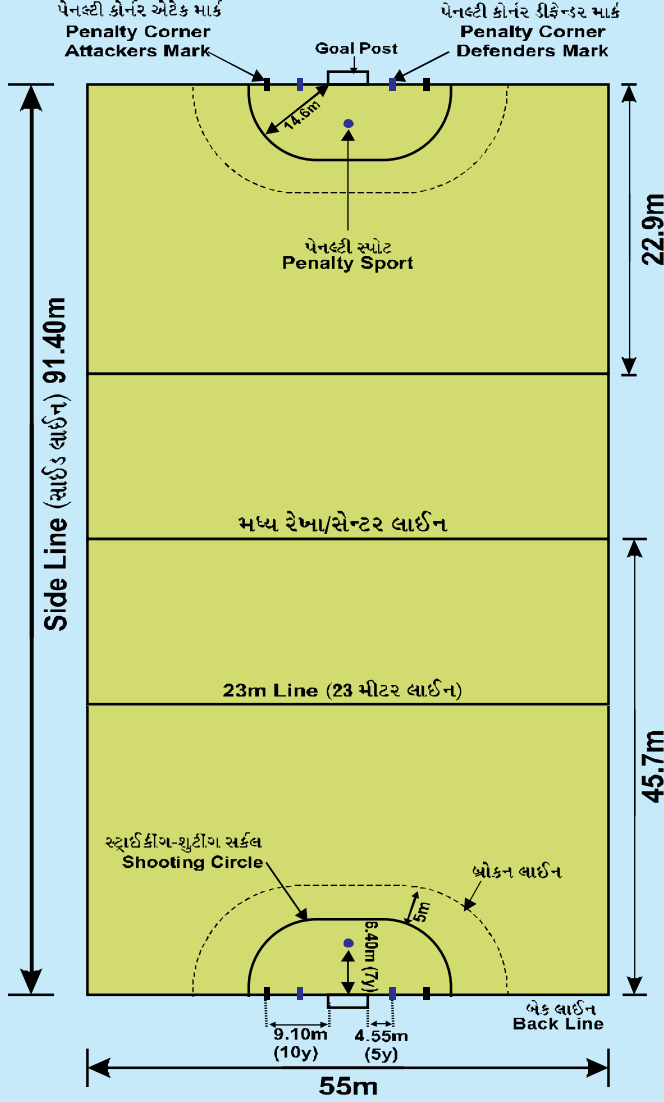 પેનલ્ટી કોર્નર એટેક માર્ક
Penalty Corner
Attackers Mark
Goal Post
પેનલ્ટી કોર્નર ડીફેન્ડર માર્ક
Penalty Corner
Defenders Mark
14.6m
પેનલ્ટી સ્પોટ
Penalty Sport
22.9m
Side Line (સાઈડ લાઈન) 91.40m
મધ્ય રેખા/સેન્ટર લાઈન
23m Line (23 મીટર લાઈન)
45.7m
સ્ટ્રાઈકીંગ-શુટીંગ સર્કલ
Shooting Circle
બ્રોકન લાઈન
5m
6.40m (7y)
બેક લાઈન
Back Line
9.10m
(10y)
4.55m
(5y)
55m